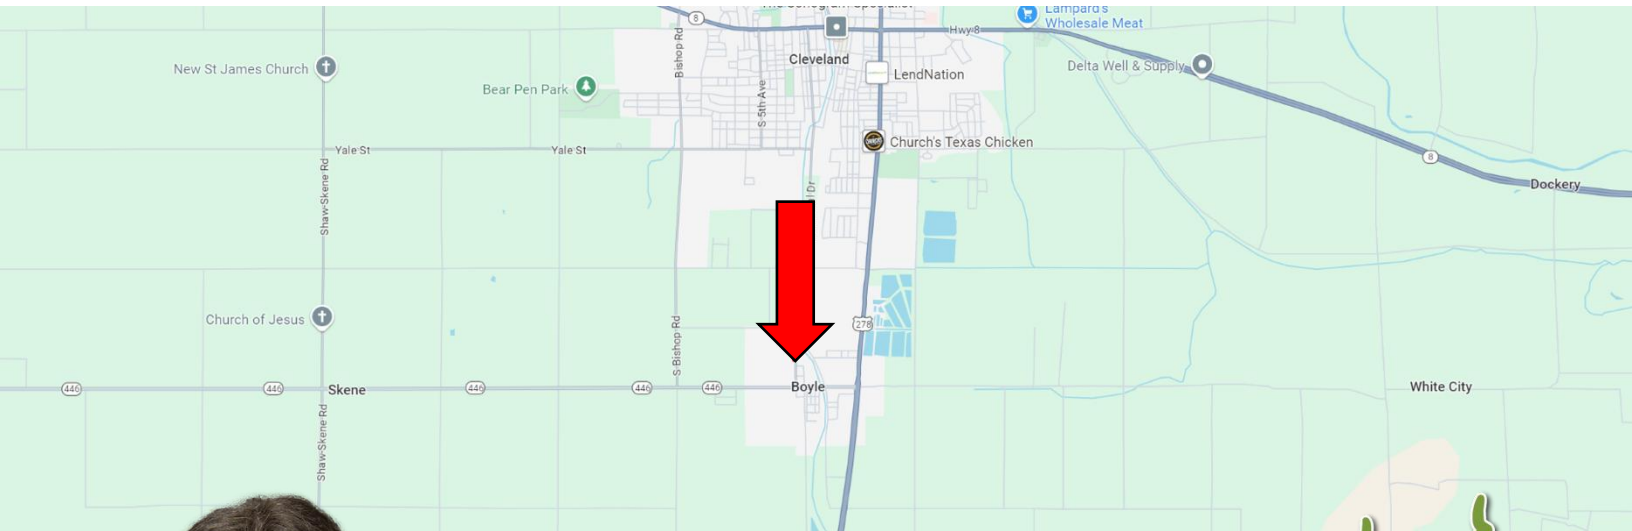 8
Hwy 8
Lampard's
Wholesale Meat
Bishop Rd
Cleveland
New St James Church
LendNation
Delta Well & Supply
Bear Pen Park
S 5th Ave
Church's Texas Chicken
Yale St
Yale St
8
Dockery
Shaw-Skene Rd
Church of Jesus
278
S Bishop Rd
446
446
Skene
446
446
446
Boyle
White City
Shaw-Skene Rd